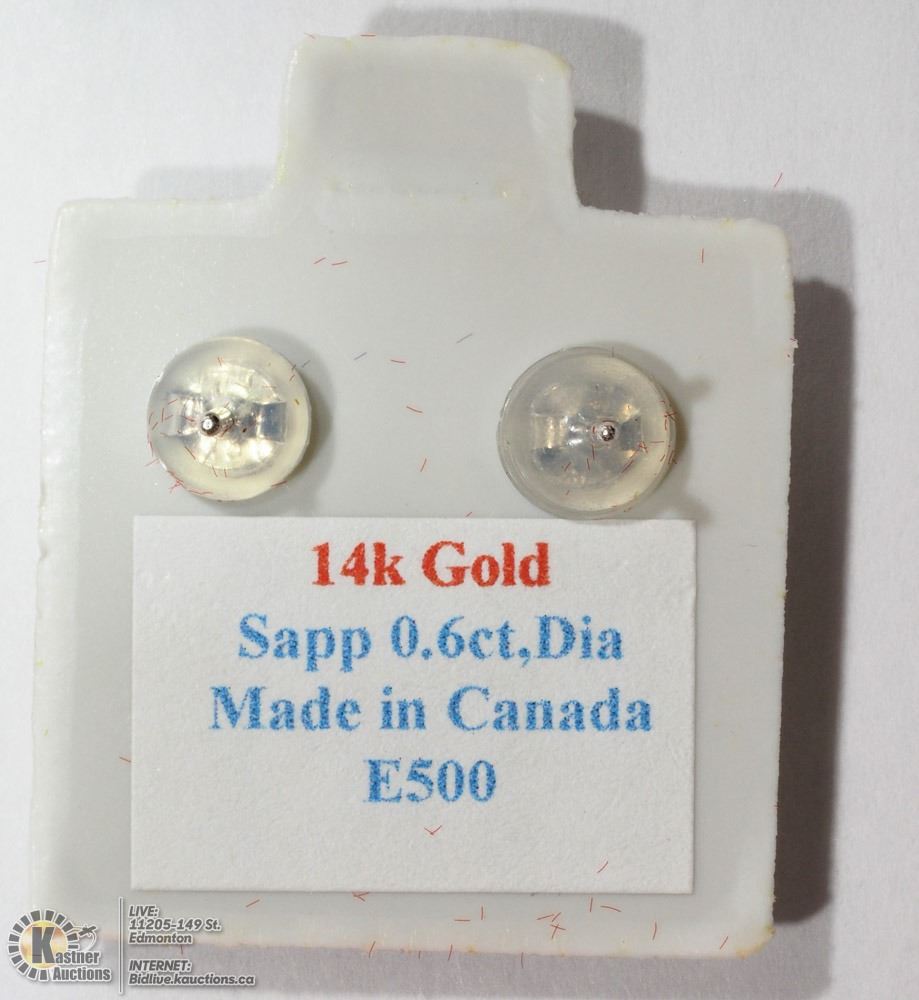 14k Gold
Sapp 0.6ct,Dia
Made in Canada
E500
K
Kastner
Auctions
LIVE:
11205-149 St.
Edmonton
INTERNET:
Bidlive.kauctions.ca